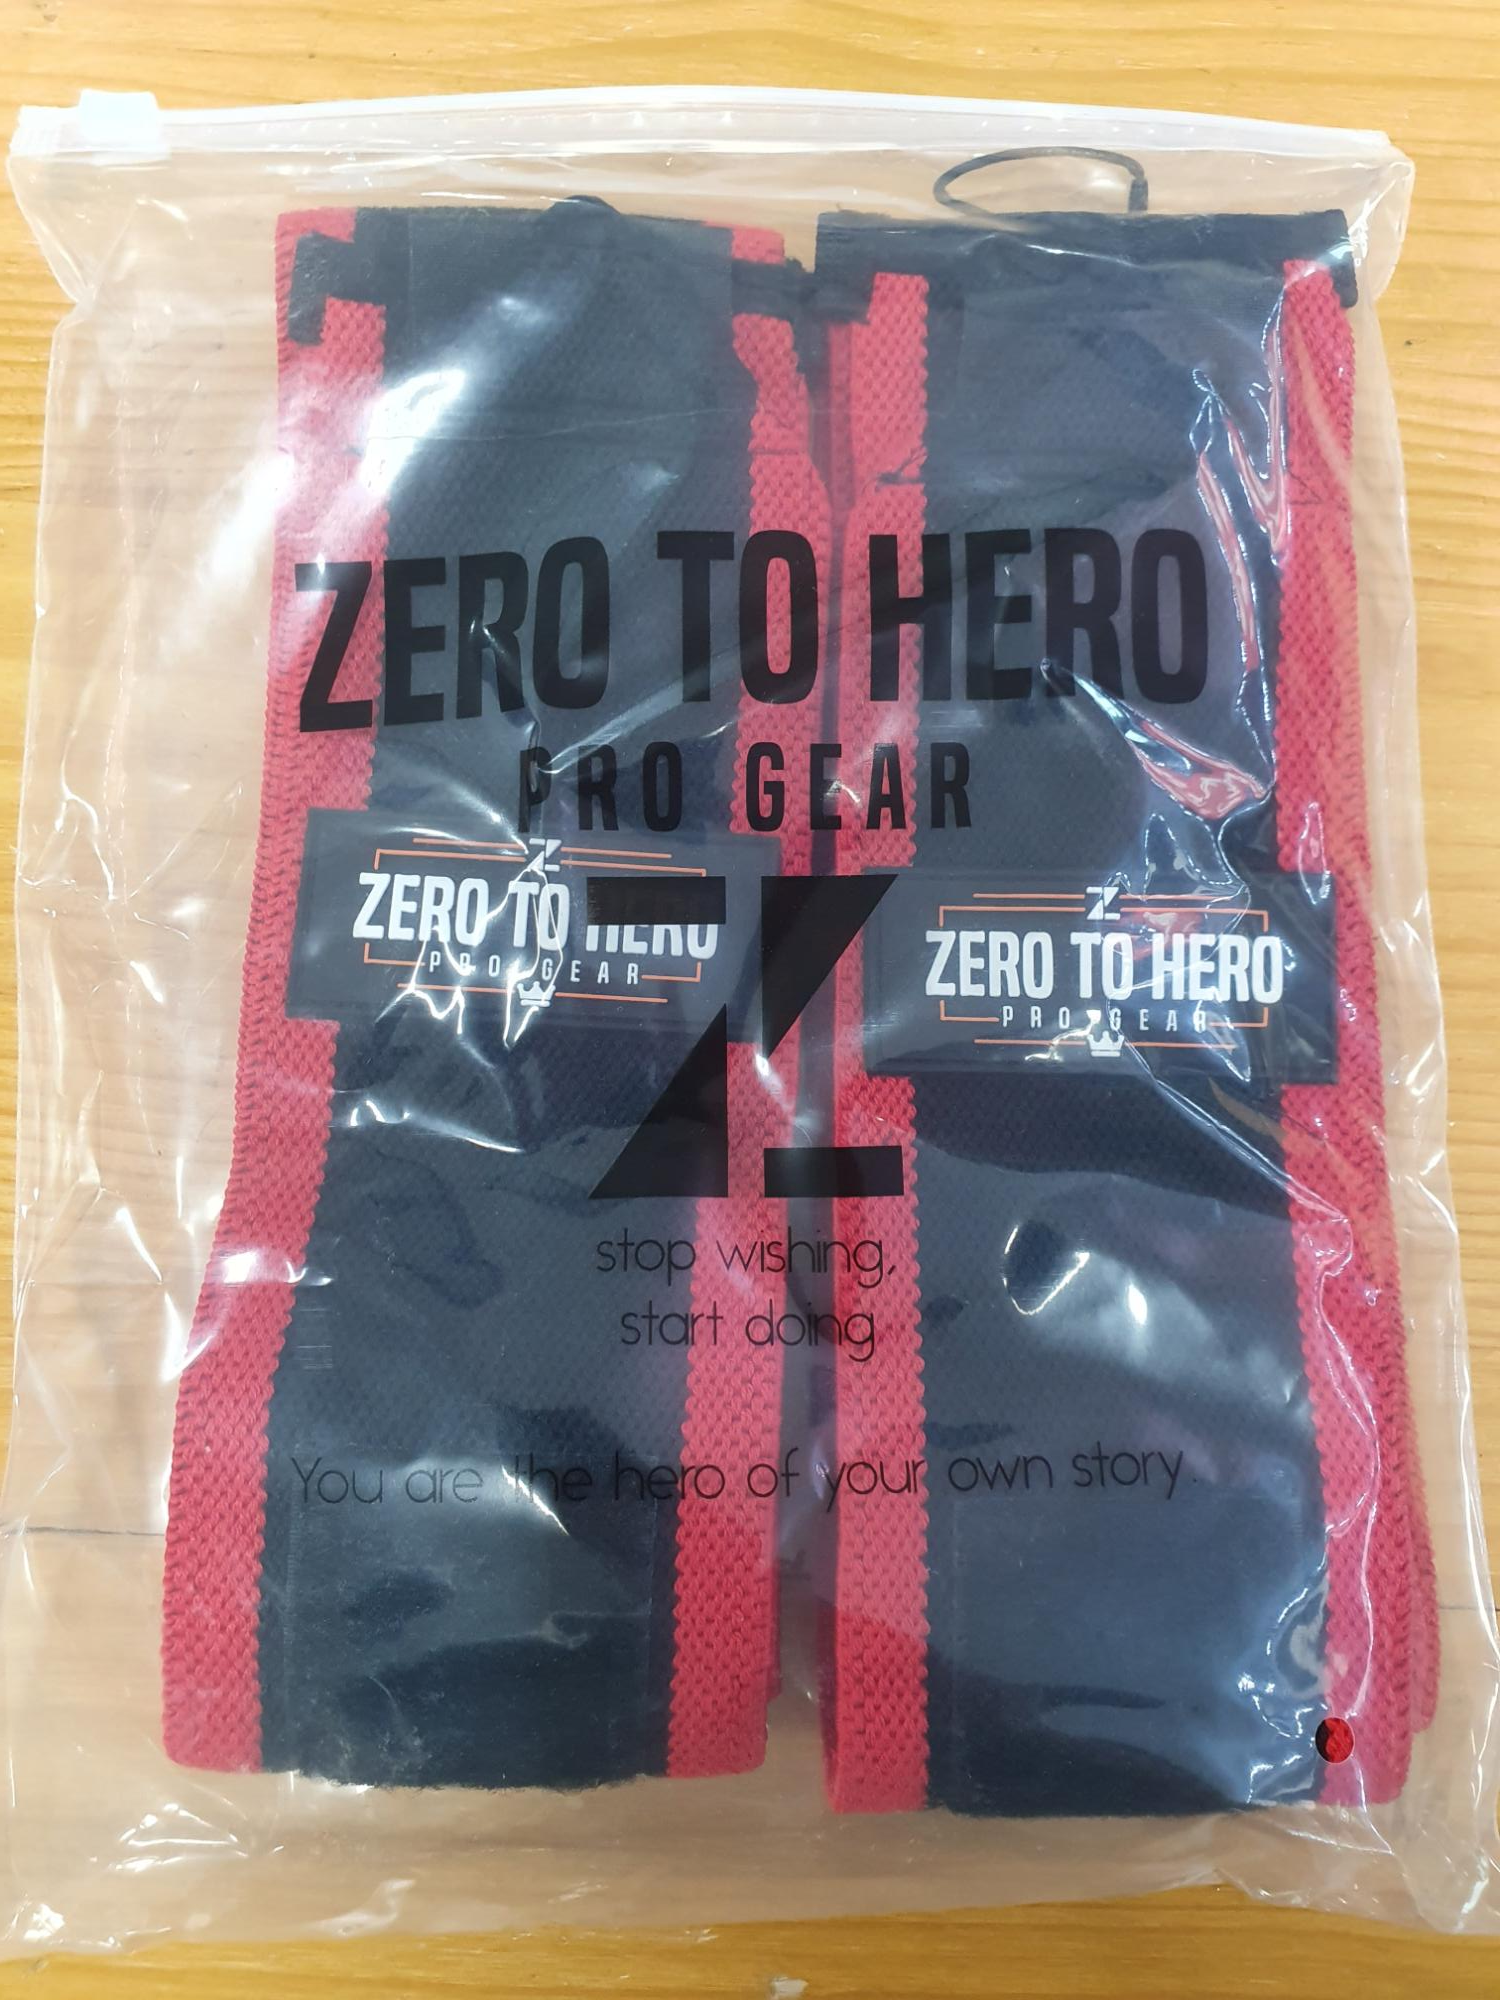 ZERO TO HERO
PRO GEAR
ZERO TO HERO
PRO GEAR
ZERO TO HERO
PRO GEAR
stop wishing,
start doing
You are the hero of your own story.